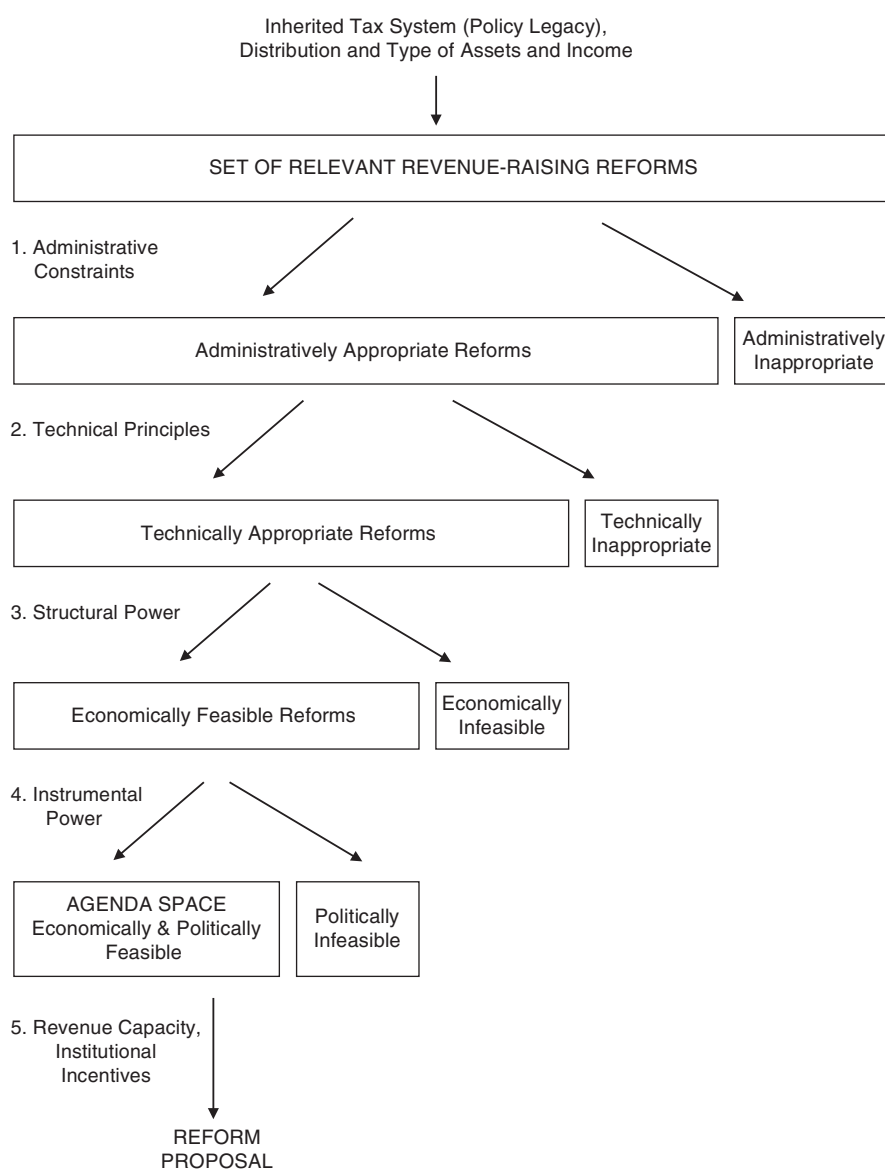 Inherited Tax System (Policy Legacy),
Distribution and Type of Assets and Income
SET OF RELEVANT REVENUE-RAISING REFORMS
1. Administrative
Constraints
Administratively Appropriate Reforms
Administratively
Inappropriate
2. Technical Principles
Technically Appropriate Reforms
Technically
Inappropriate
3. Structural Power
Economically Feasible Reforms
Economically
Infeasible
4. Instrumental
Power
AGENDA SPACE
Economically & Politically
Feasible
Politically
Infeasible
5. Revenue Capacity,
Institutional
Incentives
REFORM
PROPOSAL